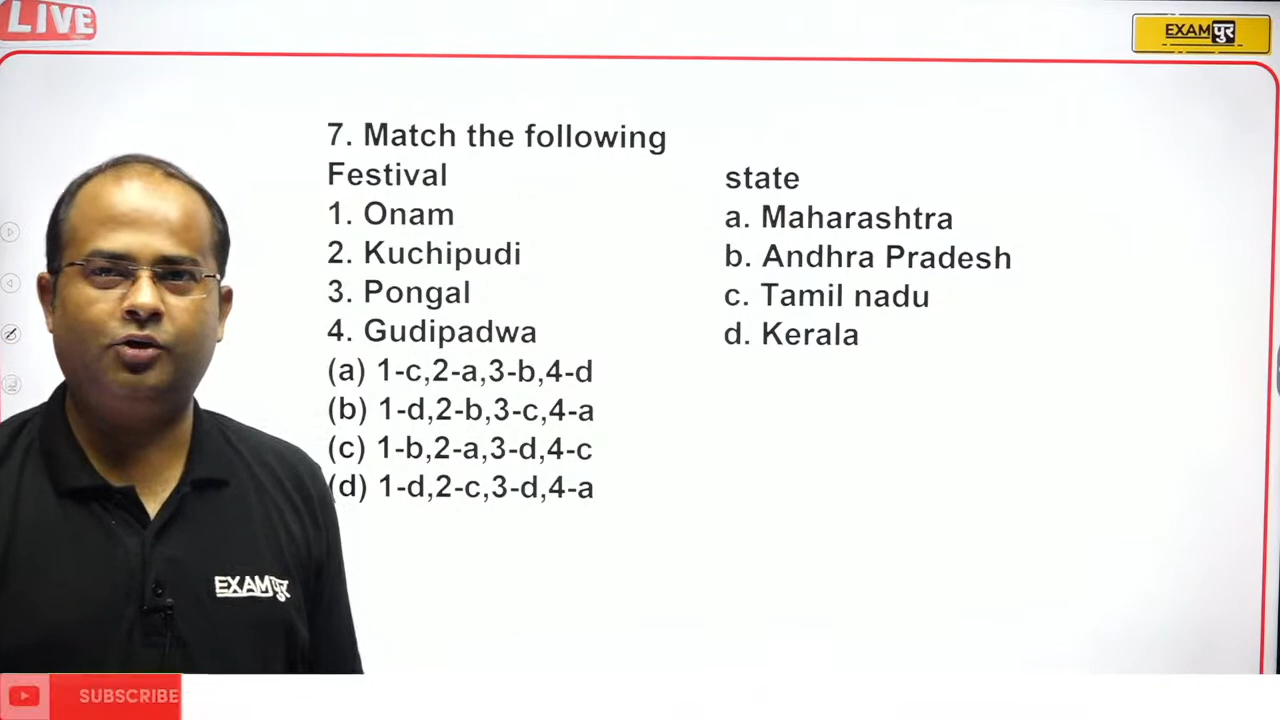 LIVE
EXAMपुर
7. Match the following
Festival state
1. Onam a. Maharashtra
2. Kuchipudi b. Andhra Pradesh
3. Pongal c. Tamil nadu
4. Gudipadwa d. Kerala
(a) 1-c,2-a,3-b,4-d
(b) 1-d,2-b,3-c,4-a
(c) 1-b,2-a,3-d,4-c
(d) 1-d,2-c,3-d,4-a
EXAMपुर
SUBSCRIBE